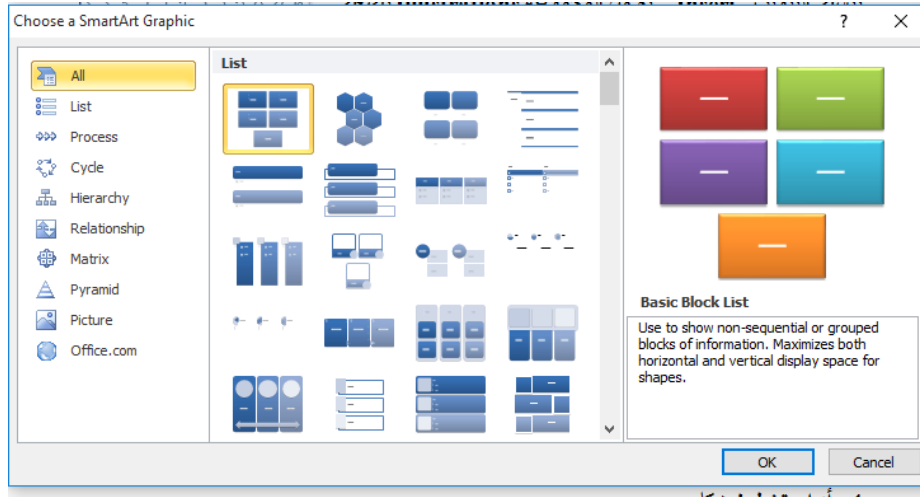 Choose a SmartArt Graphic
?
All
List
Process
Cycle
Hierarchy
Relationship
Matrix
Pyramid
Picture
Office.com
List
Basic Block List
Use to show non-sequential or grouped
blocks of information. Maximizes both
horizontal and vertical display space for
shapes.
OK
Cancel